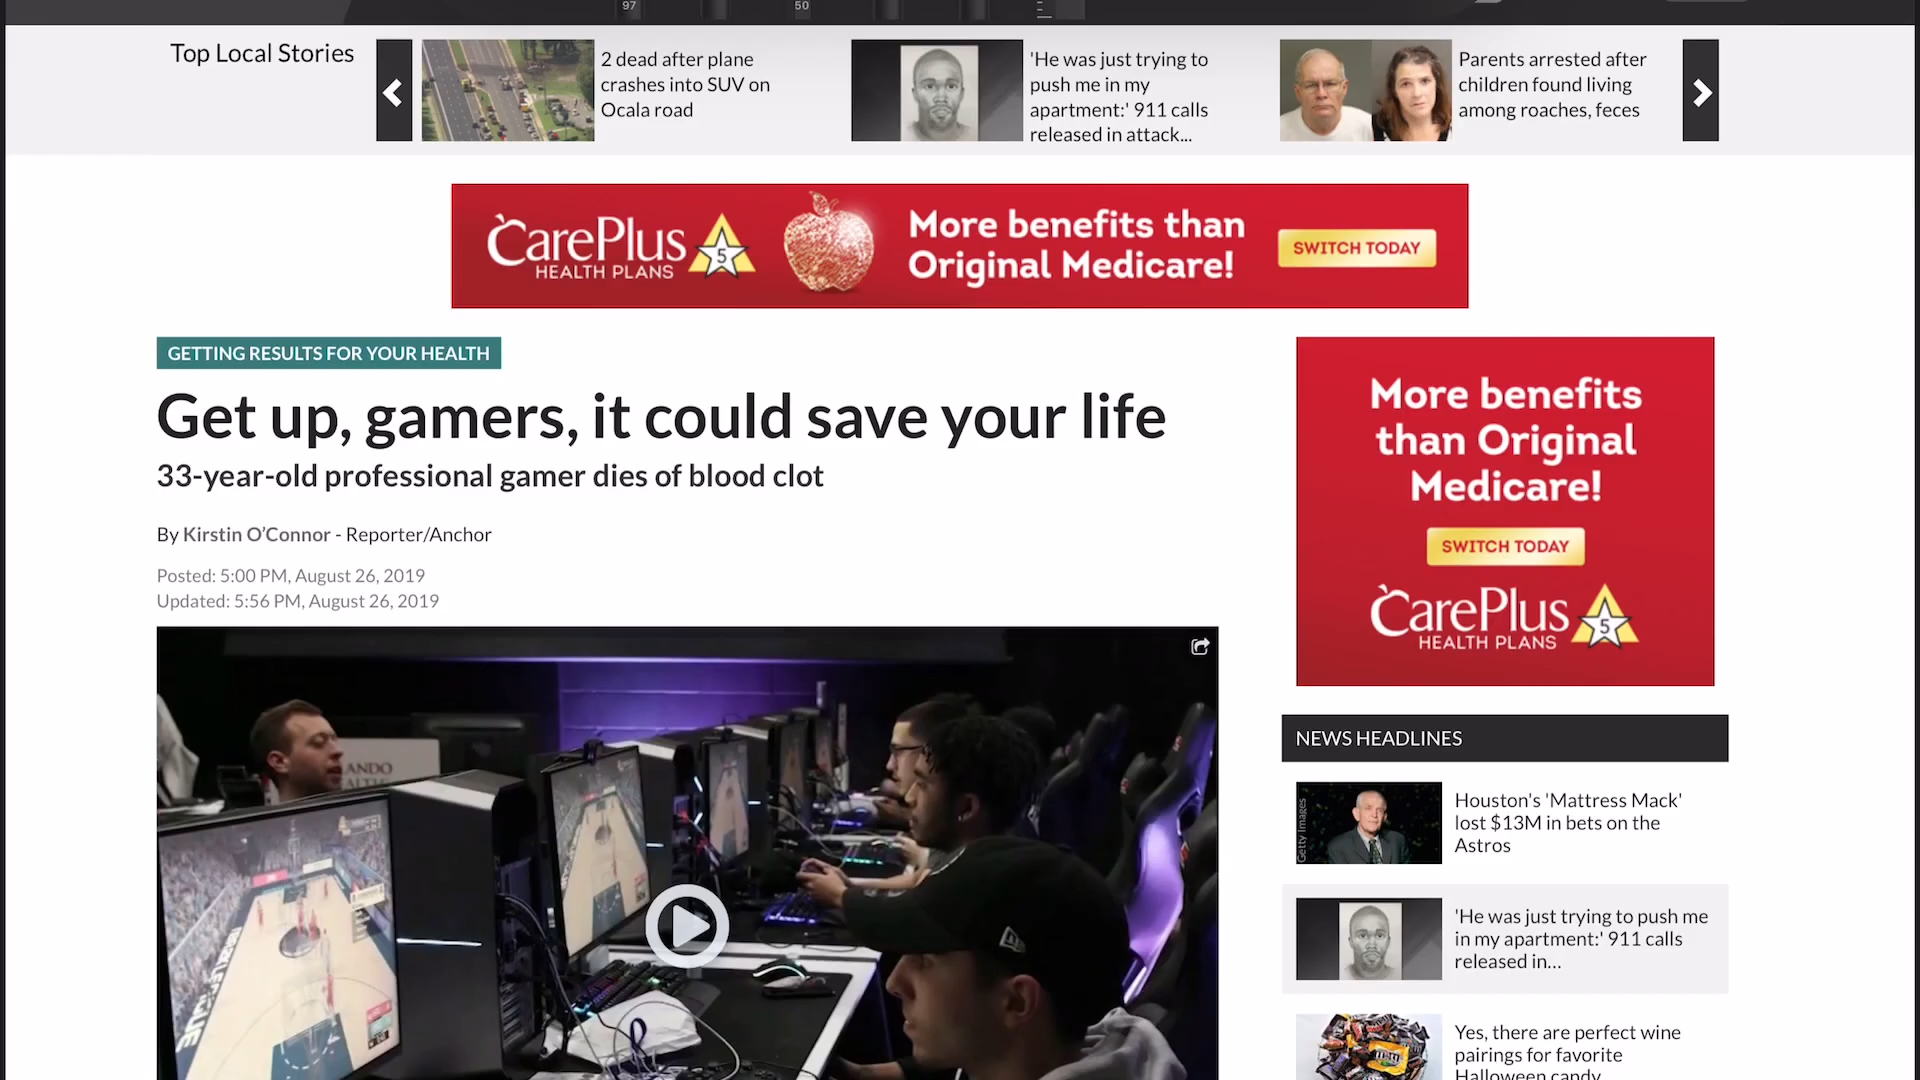 97
50
Top Local Stories
2 dead after plane
crashes into SUV on
Ocala road
'He was just trying to
push me in my
apartment:' 911 calls
released in attack...
Parents arrested after
children found living
among roaches, feces
CarePlus
HEALTH PLANS
5
More benefits than
Original Medicare!
SWITCH TODAY
GETTING RESULTS FOR YOUR HEALTH
Get up, gamers, it could save your life
33-year-old professional gamer dies of blood clot
By Kirstin O'Connor - Reporter/Anchor
Posted: 5:00 PM, August 26, 2019
Updated: 5:56 PM, August 26, 2019
More benefits
than Original
Medicare!
SWITCH TODAY
CarePlus
HEALTH PLANS
5
NEWS HEADLINES
Getty Images
Houston's 'Mattress Mack'
lost $13M in bets on the
Astros
'He was just trying to push me
in my apartment:' 911 calls
released in...
Yes, there are perfect wine
pairings for favorite
Halloween candy